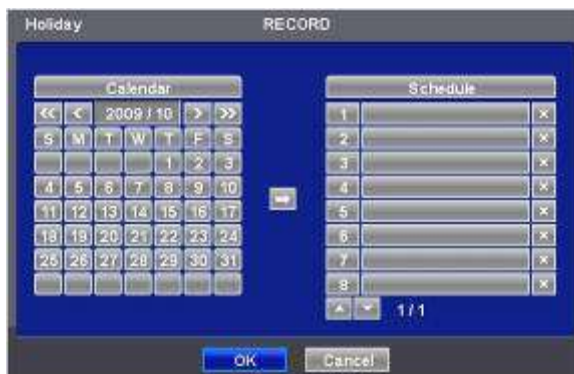 Holiday RECORD
Calendar
<< < 2009 / 10 > >>
S M T W T F S
1 2 3
4 5 6 7 8 9 10
11 12 13 14 15 16 17
18 19 20 21 22 23 24
25 26 27 28 29 30 31
Schedule
1 ×
2 ×
3 ×
4 ×
5 ×
6 ×
7 ×
8 ×
1 / 1
OK Cancel